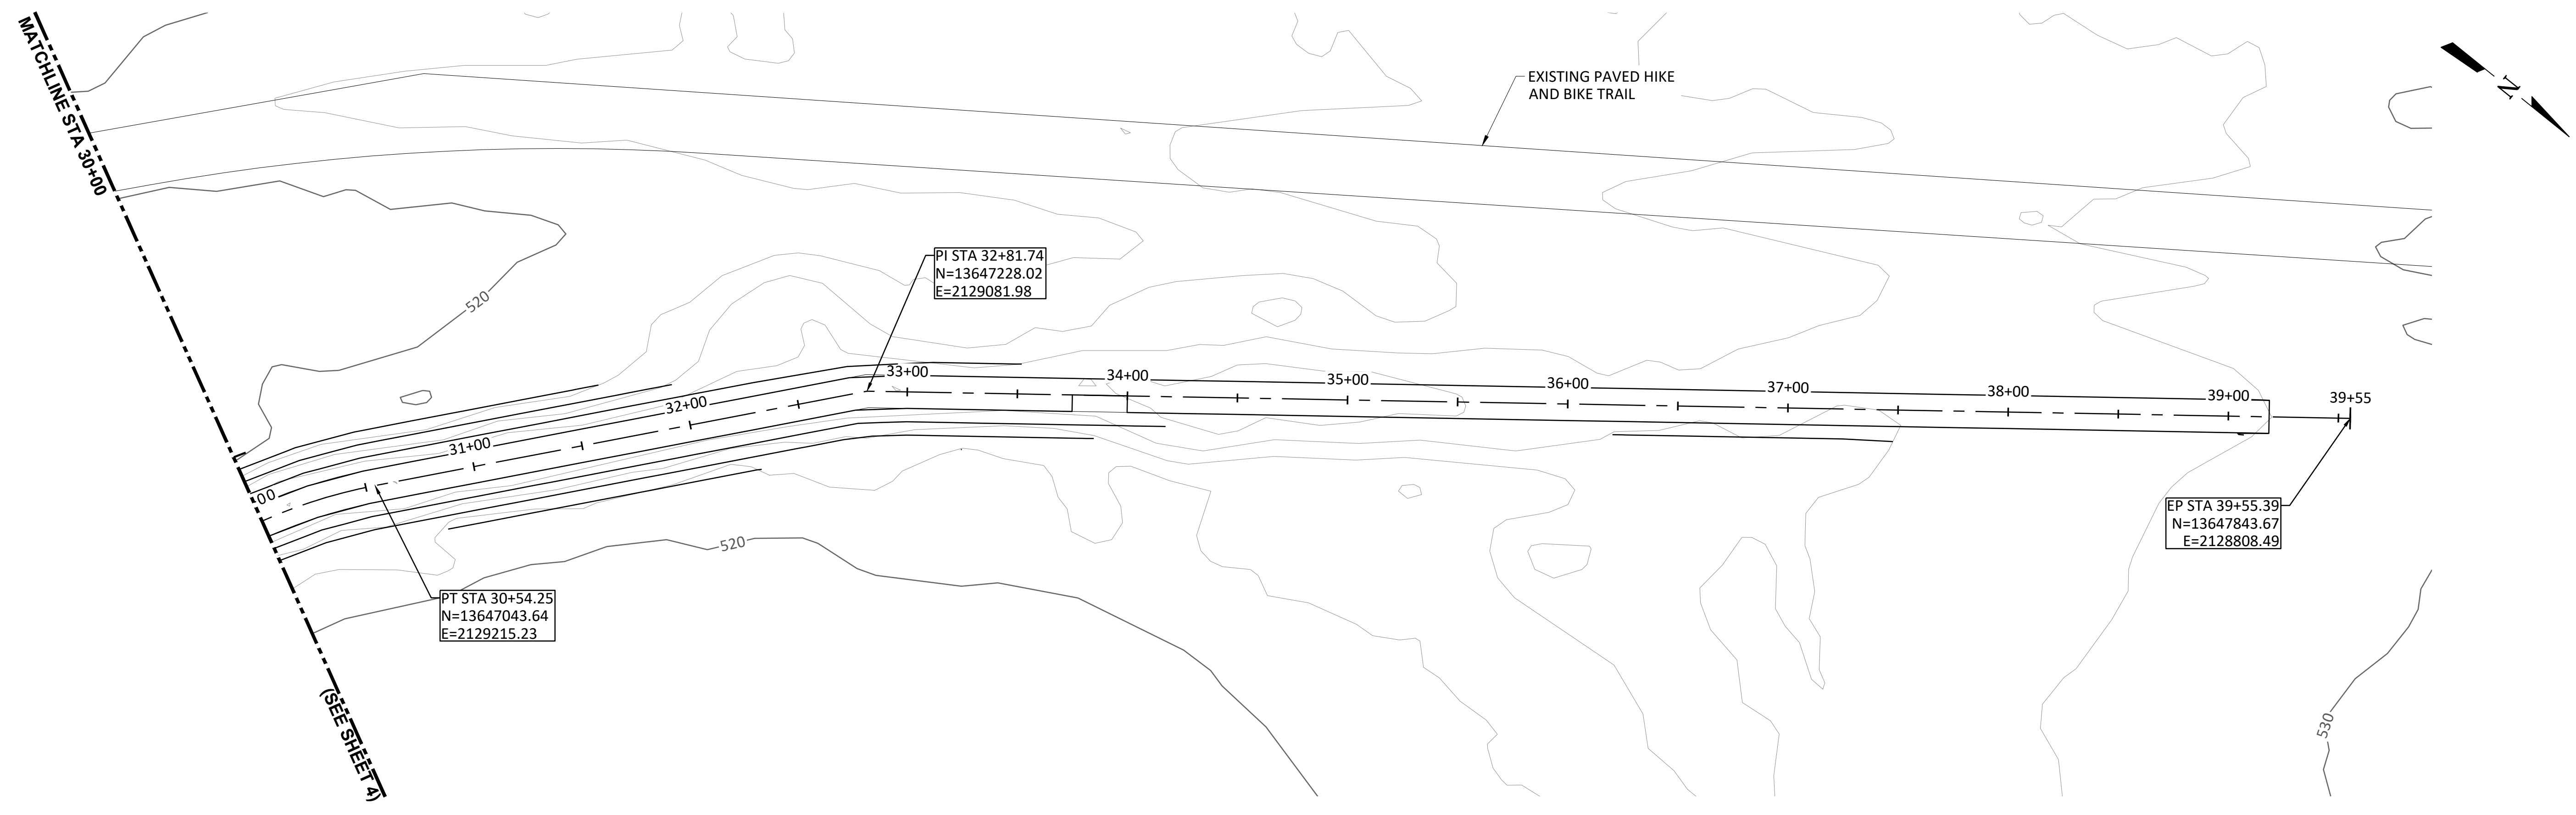 MATCHLINE STA 30+00
(SEE SHEET 4)
EXISTING PAVED HIKE
AND BIKE TRAIL
N
520
PI STA 32+81.74
N=13647228.02
E=2129081.98
00
31+00
32+00
33+00
34+00
35+00
36+00
37+00
38+00
39+00
39+55
EP STA 39+55.39
N=13647843.67
E=2128808.49
520
PT STA 30+54.25
N=13647043.64
E=2129215.23
530